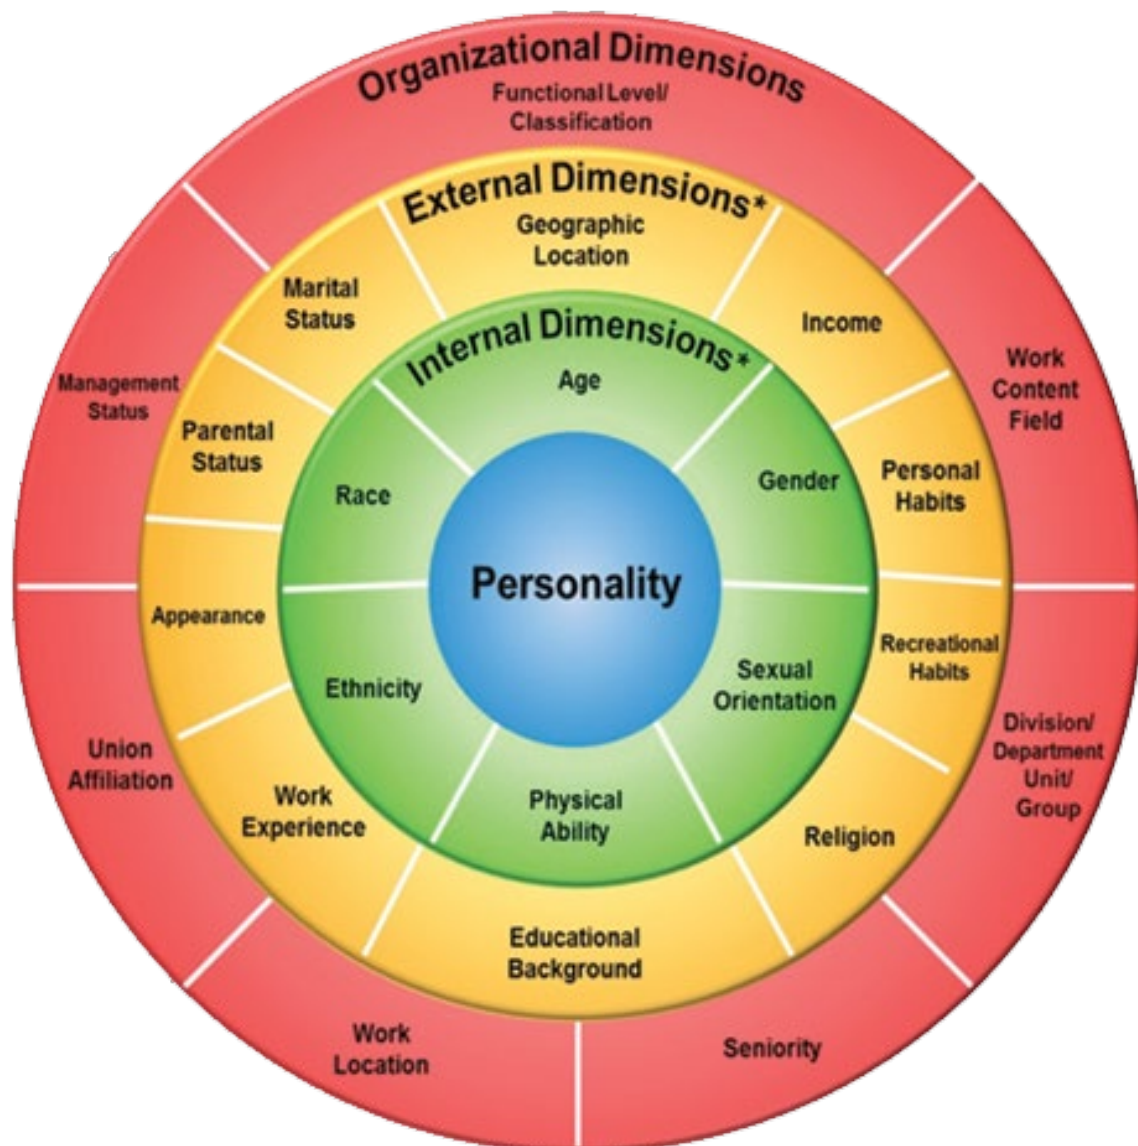 Organizational Dimensions
Functional Level/
Classification
External Dimensions*
Geographic
Location
Marital
Status
Income
Internal Dimensions*
Age
Management
Status
Work
Content
Field
Parental
Status
Race
Gender
Personal
Habits
Personality
Appearance
Recreational
Habits
Ethnicity
Sexual
Orientation
Union
Affiliation
Division/
Department
Unit/
Group
Work
Experience
Physical
Ability
Religion
Educational
Background
Work
Location
Seniority